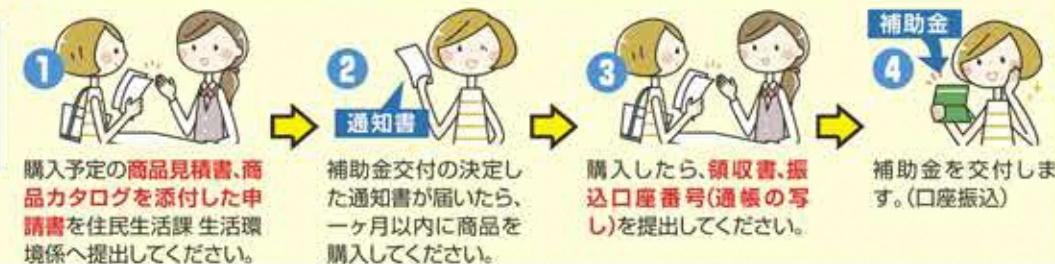 1
購入予定の商品見積書、商
品カタログを添付した申
請書を住民生活課 生活環
境係へ提出してください。
2
通知書
補助金交付の決定し
た通知書が届いたら、
一ヶ月以内に商品を
購入してください。
3
購入したら、領収書、振
込口座番号(通帳の写
し)を提出してください。
補助金
4
補助金を交付しま
す。(口座振込)